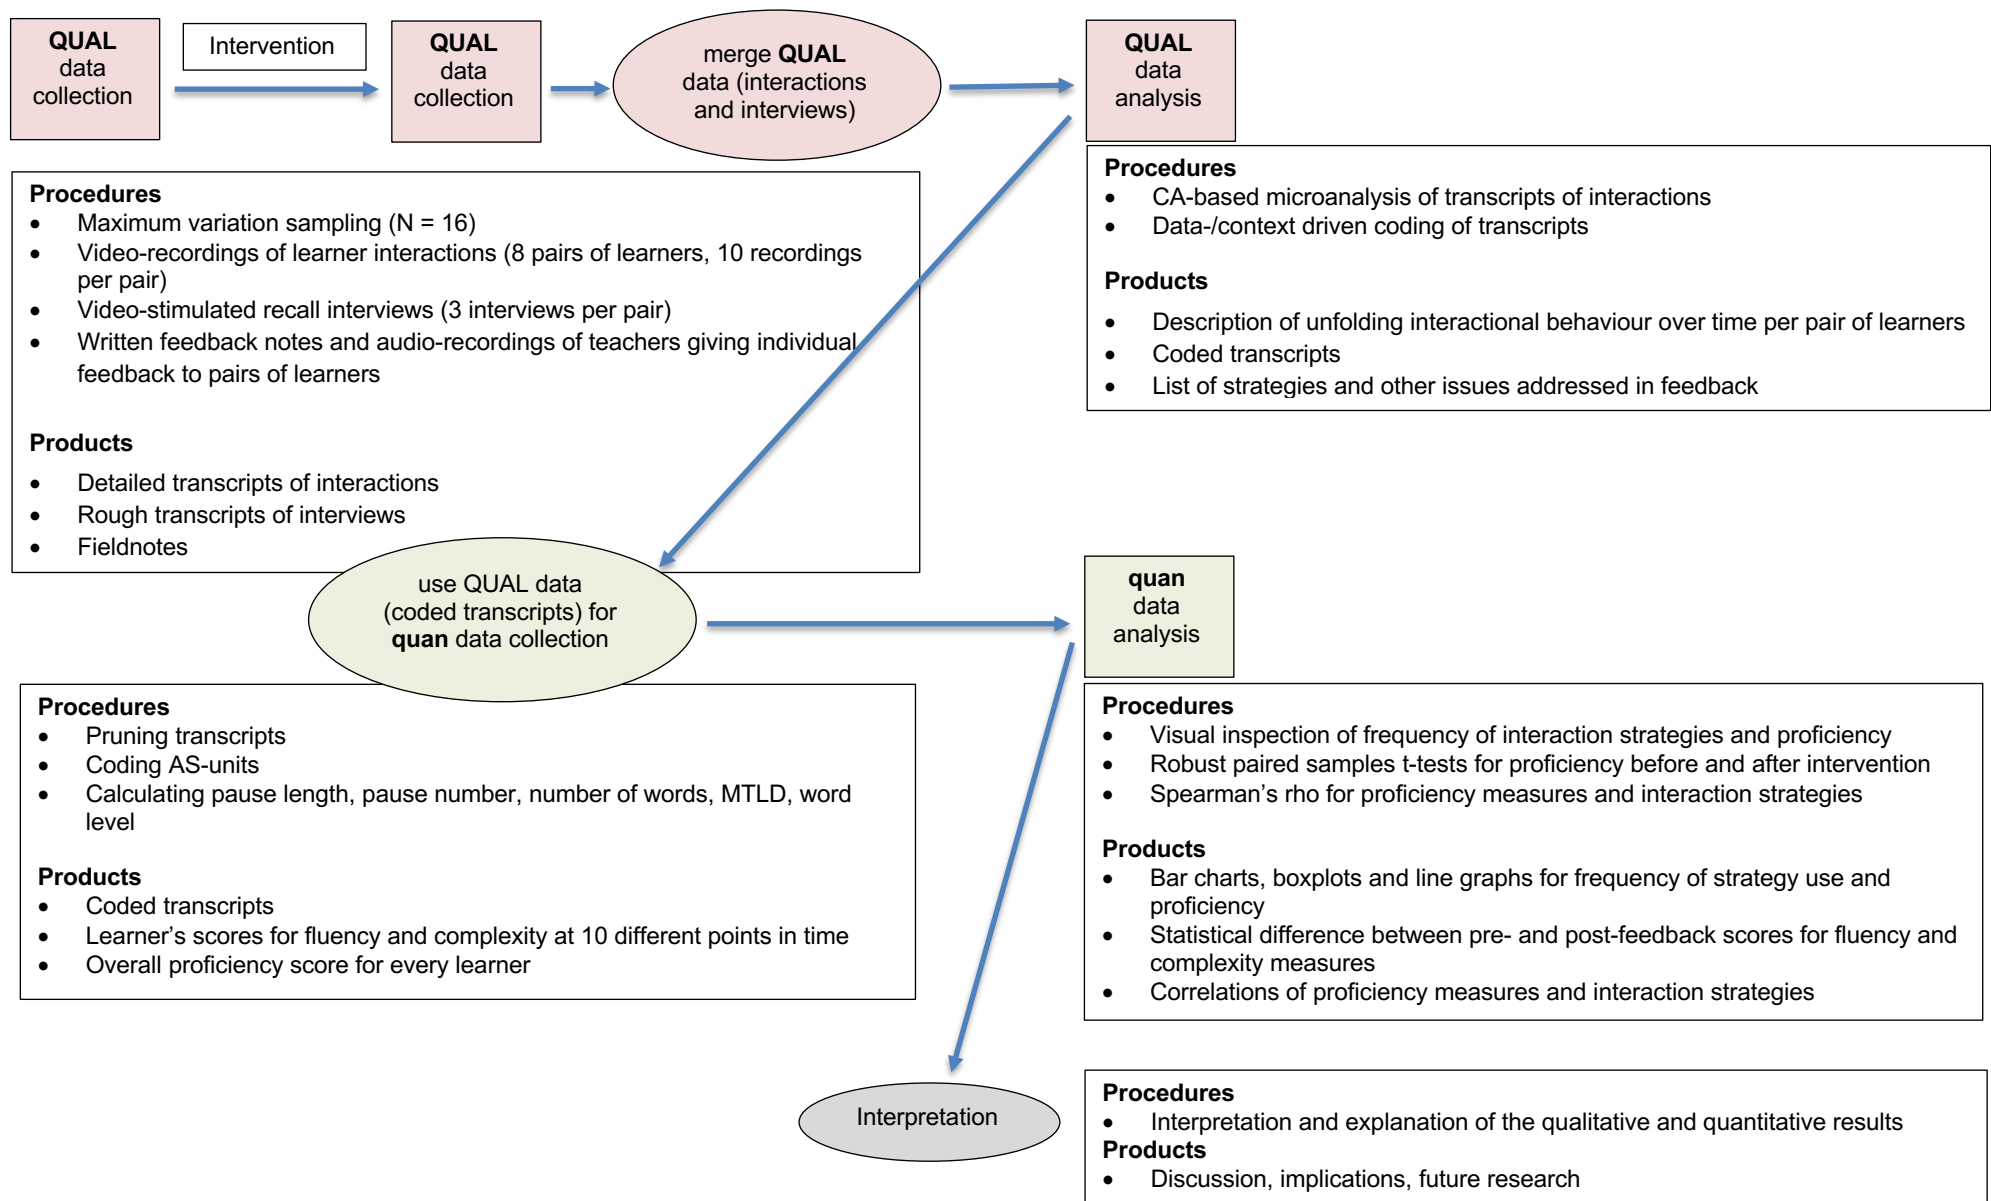 QUAL
data
collection
Intervention
QUAL
data
collection
merge QUAL
data (interactions
and interviews)
QUAL
data
analysis
Procedures
• Maximum variation sampling (N = 16)
• Video-recordings of learner interactions (8 pairs of learners, 10 recordings
per pair)
• Video-stimulated recall interviews (3 interviews per pair)
• Written feedback notes and audio-recordings of teachers giving individual
feedback to pairs of learners
Products
• Detailed transcripts of interactions
• Rough transcripts of interviews
• Fieldnotes
Procedures
• CA-based microanalysis of transcripts of interactions
• Data-/context driven coding of transcripts
Products
• Description of unfolding interactional behaviour over time per pair of learners
• Coded transcripts
• List of strategies and other issues addressed in feedback
use QUAL data
(coded transcripts) for
quan data collection
quan
data
analysis
Procedures
• Pruning transcripts
• Coding AS-units
• Calculating pause length, pause number, number of words, MTLD, word
level
Products
• Coded transcripts
• Learner's scores for fluency and complexity at 10 different points in time
• Overall proficiency score for every learner
Procedures
• Visual inspection of frequency of interaction strategies and proficiency
• Robust paired samples t-tests for proficiency before and after intervention
• Spearman's rho for proficiency measures and interaction strategies
Products
• Bar charts, boxplots and line graphs for frequency of strategy use and
proficiency
• Statistical difference between pre- and post-feedback scores for fluency and
complexity measures
• Correlations of proficiency measures and interaction strategies
Interpretation
Procedures
• Interpretation and explanation of the qualitative and quantitative results
Products
• Discussion, implications, future research